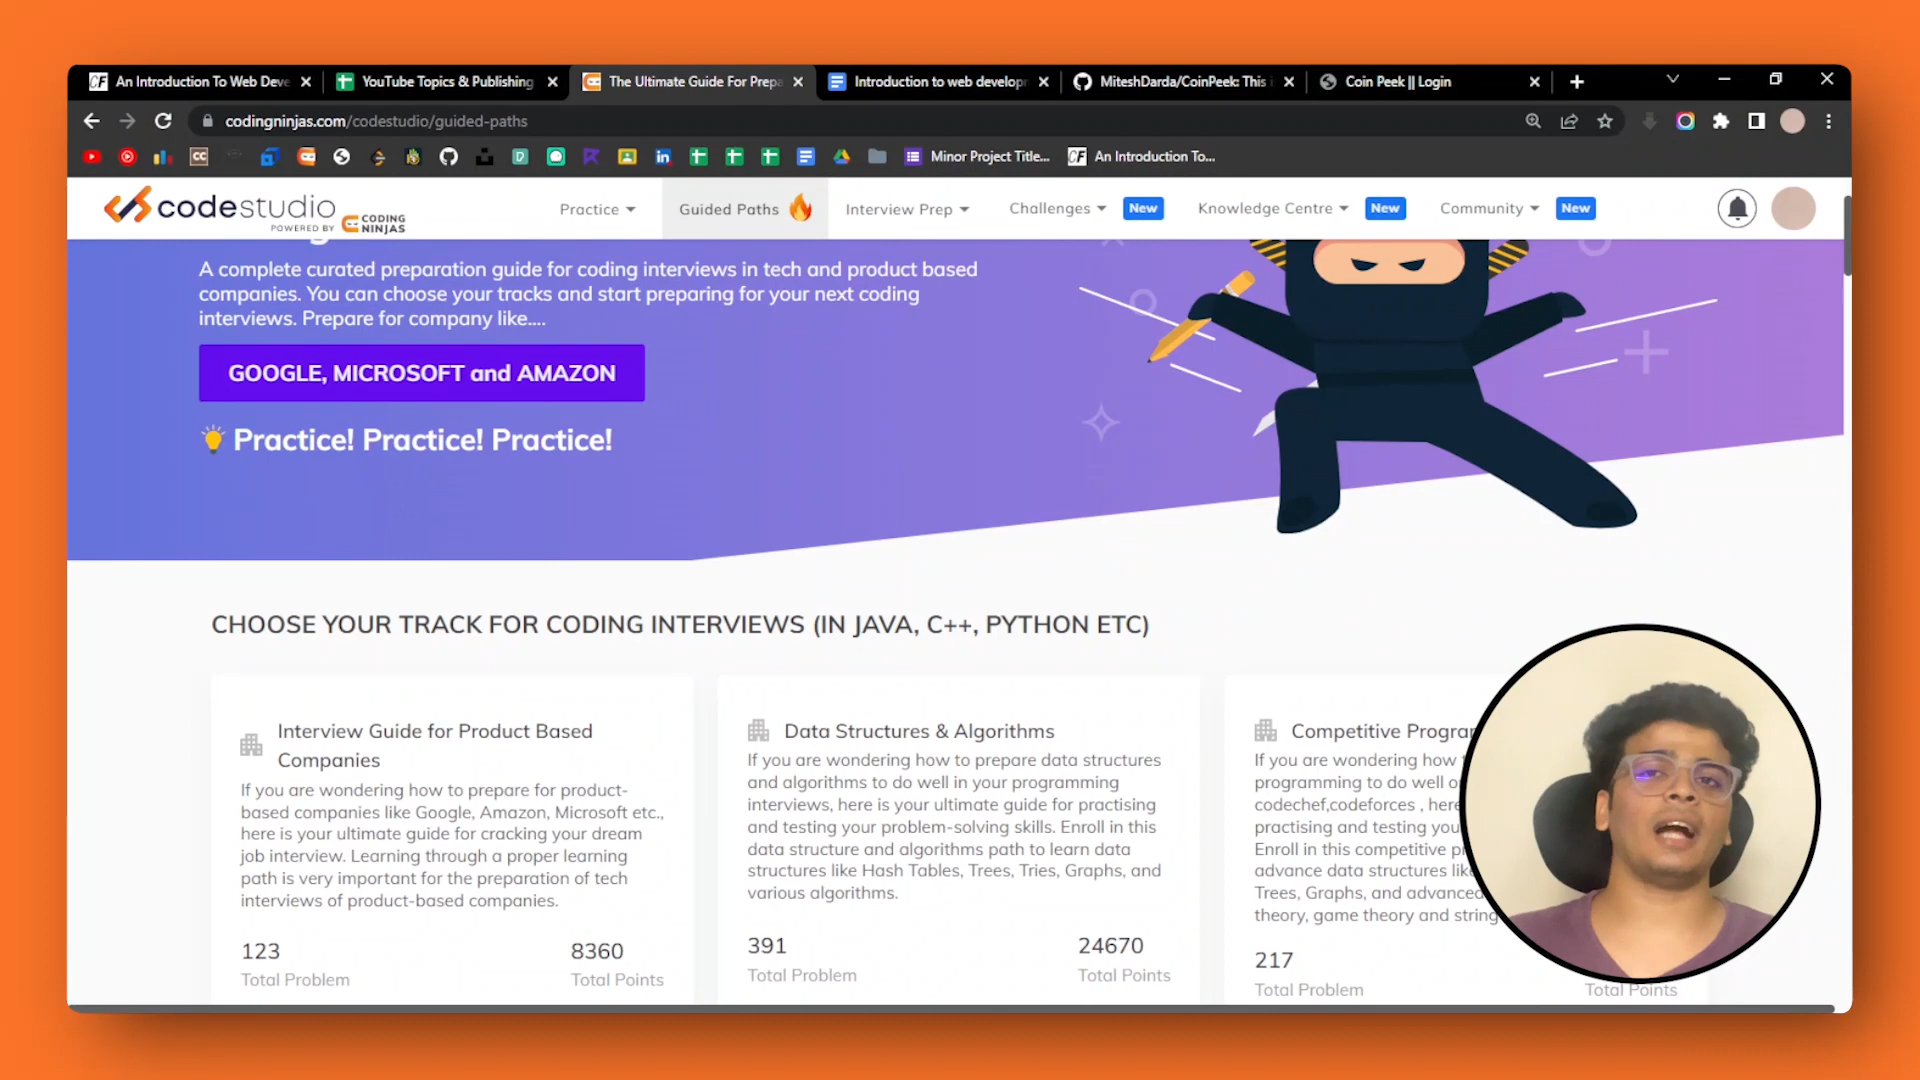 An Introduction To Web Deve
YouTube Topics & Publishing
The Ultimate Guide For Prepa
Introduction to web developn
MiteshDarda/CoinPeek: This i
Coin Peek || Login
codingninjas.com/codestudio/guided-paths
Minor Project Title...
An Introduction To...
codestudio
POWERED BY CODING NINJAS
Practice
Guided Paths
Interview Prep
Challenges New
Knowledge Centre New
Community New
A complete curated preparation guide for coding interviews in tech and product based
companies. You can choose your tracks and start preparing for your next coding
interviews. Prepare for company like....
GOOGLE, MICROSOFT and AMAZON
Practice! Practice! Practice!
CHOOSE YOUR TRACK FOR CODING INTERVIEWS (IN JAVA, C++, PYTHON ETC)
Interview Guide for Product Based
Companies
If you are wondering how to prepare for product-
based companies like Google, Amazon, Microsoft etc.,
here is your ultimate guide for cracking your dream
job interview. Learning through a proper learning
path is very important for the preparation of tech
interviews of product-based companies.
123
Total Problem
8360
Total Points
Data Structures & Algorithms
If you are wondering how to prepare data structures
and algorithms to do well in your programming
interviews, here is your ultimate guide for practising
and testing your problem-solving skills. Enroll in this
data structure and algorithms path to learn data
structures like Hash Tables, Trees, Tries, Graphs, and
various algorithms.
391
Total Problem
24670
Total Points
Competitive Progra
If you are wondering how
programming to do well o
codechef,codeforces , here
practising and testing you
Enroll in this competitive p
advance data structures lik
Trees, Graphs, and advanced
theory, game theory and string
217
Total Problem
Total Points